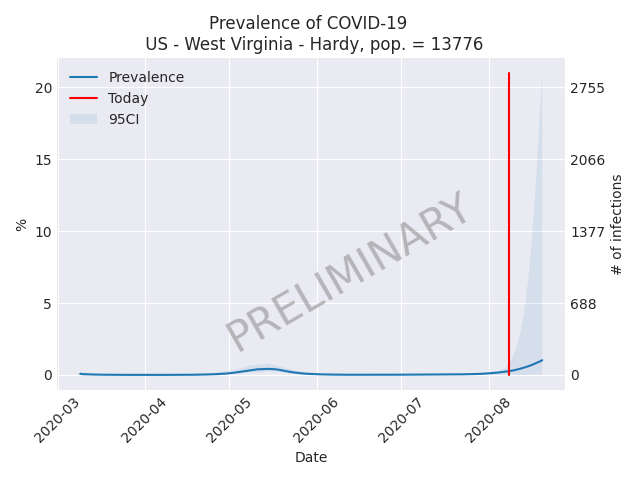 Prevalence of COVID-19
US - West Virginia - Hardy, pop. = 13776
Prevalence
Today
95CI
PRELIMINARY
%
20
15
10
5
0
2755
2066
1377
688
0
# of infections
2020-03
2020-04
2020-05
2020-06
2020-07
2020-08
Date